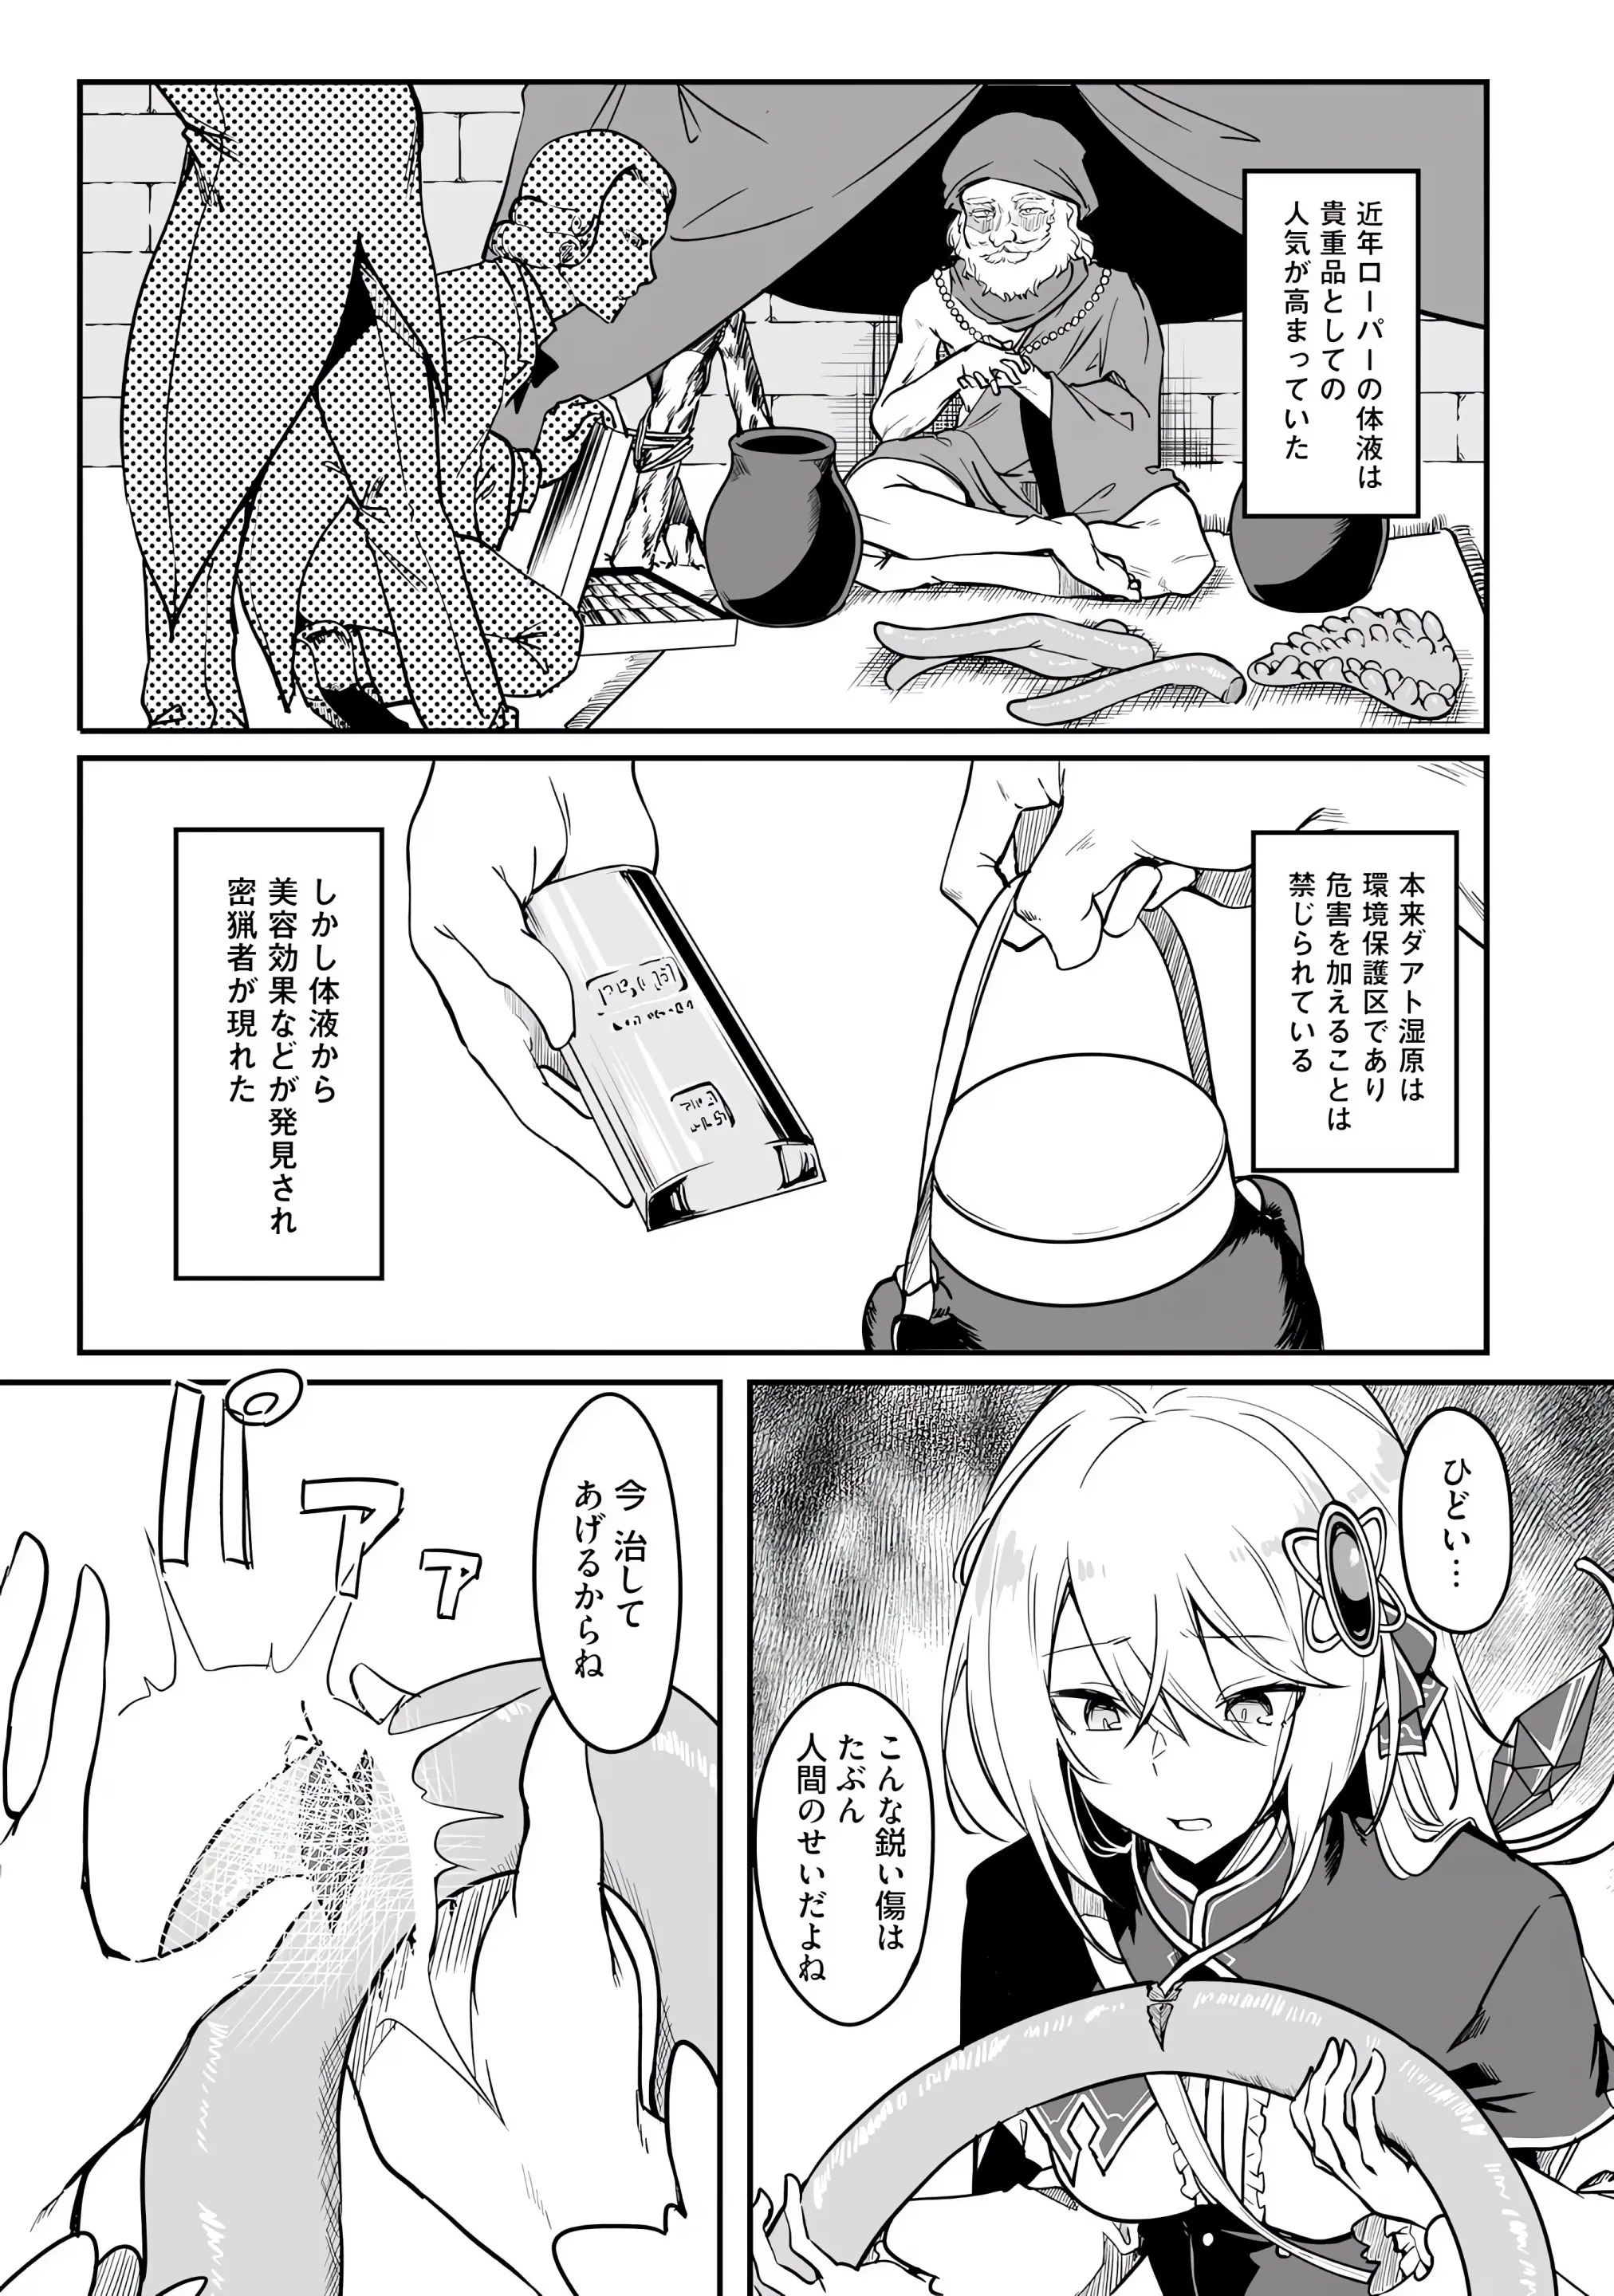 近年ローパーの体液は
貴重品としての
人気が高まっていた
本来ダアト湿原は
環境保護区であり
危害を加えることは
禁じられている
しかし体液から
美容効果などが発見され
密猟者が現れた
ひどい…
こんな鋭い傷は
たぶん
人間のせいだよね
今 治して
あげるからね
パアァ